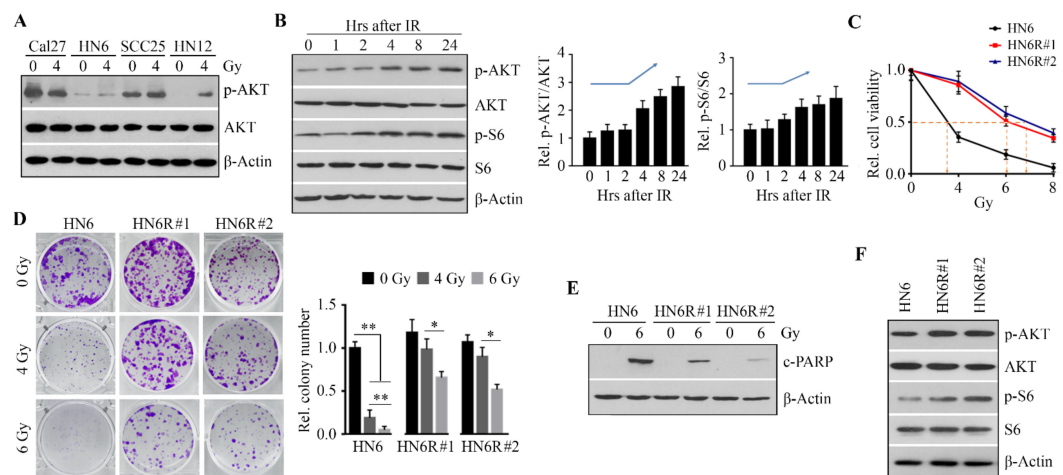 A
Cal27 HN6 SCC25 HN12
0 4 0 4 0 4 0 4 Gy
p-AKT
AKT
β-Actin
B
Hrs after IR
0 1 2 4 8 24
p-AKT
AKT
p-S6
S6
β-Actin
Rel. p-AKT/AKT
4
3
2
1
0
0 1 2 4 8 24
Hrs after IR
Rel. p-S6/S6
3
2
1
0
0 1 2 4 8 24
Hrs after IR
C
HN6
HN6R#1
HN6R#2
Rel. cell viability
1.0
0.5
0.0
0 4 6 8
Gy
D
HN6 HN6R#1 HN6R#2
0 Gy
4 Gy
6 Gy
0 Gy 4 Gy 6 Gy
Rel. colony number
1.5
1.0
0.5
0.0
** ** * *
HN6 HN6R#1 HN6R#2
E
HN6 HN6R#1 HN6R#2
0 6 0 6 0 6 Gy
c-PARP
β-Actin
F
HN6 HN6R#1 HN6R#2
p-AKT
AKT
p-S6
S6
β-Actin